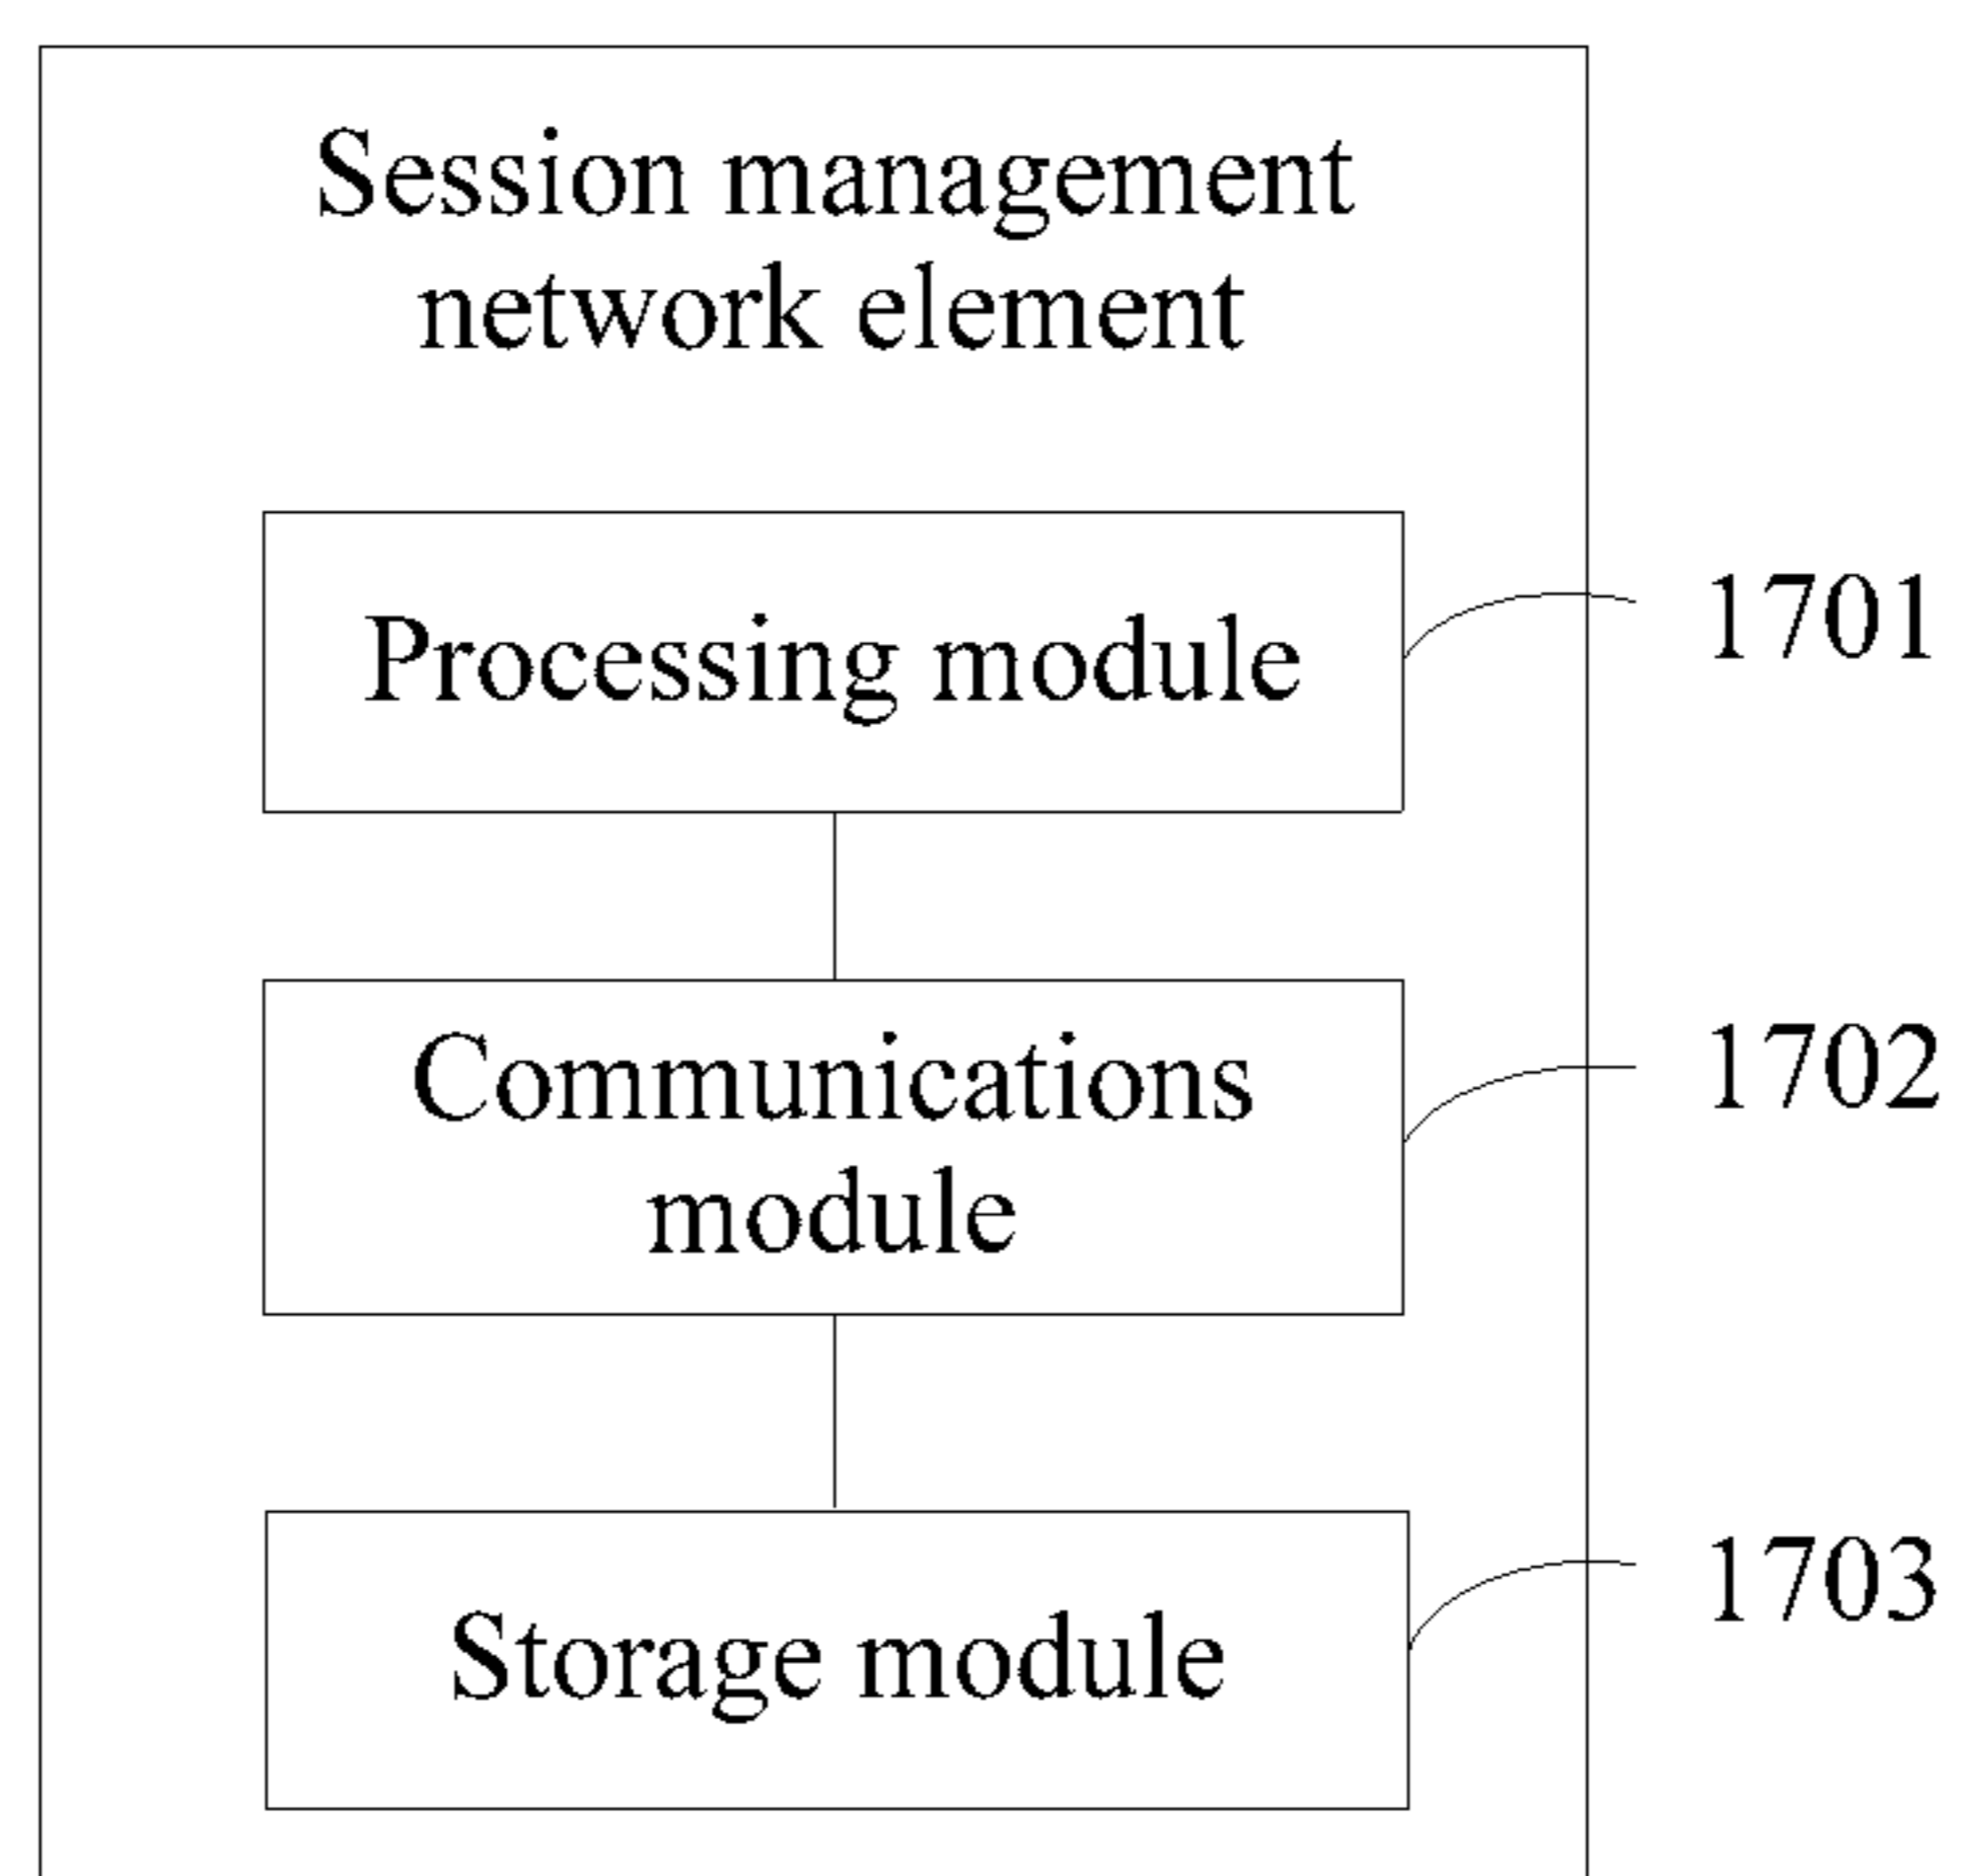 Session management
network element
Processing module
1701
Communications
module
1702
Storage module
1703